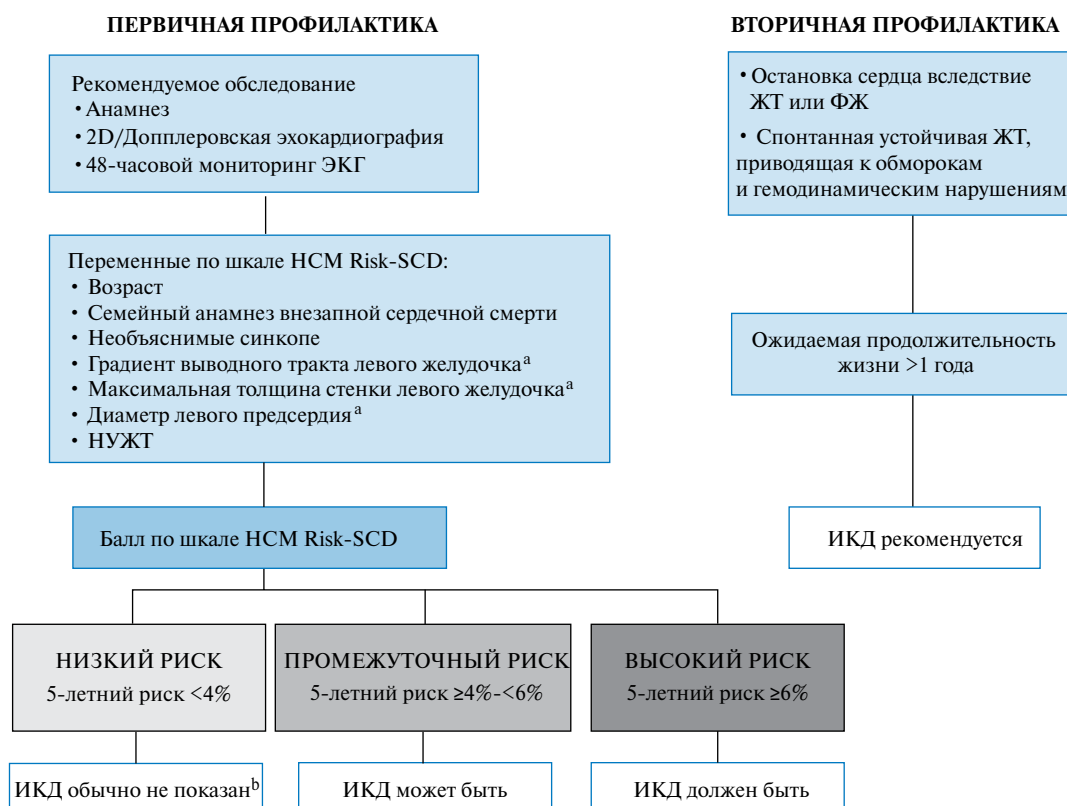 ПЕРВИЧНАЯ ПРОФИЛАКТИКА
Рекомендуемое обследование
• Анамнез
• 2D/Допплеровская эхокардиография
• 48-часовой мониторинг ЭКГ
Переменные по шкале HCM Risk-SCD:
• Возраст
• Семейный анамнез внезапной сердечной смерти
• Необъяснимые синкопе
• Градиент выводного тракта левого желудочкаᵃ
• Максимальная толщина стенки левого желудочкаᵃ
• Диаметр левого предсердияᵃ
• НУЖТ
Балл по шкале HCM Risk-SCD
НИЗКИЙ РИСК
5-летний риск <4%
ПРОМЕЖУТОЧНЫЙ РИСК
5-летний риск ≥4%-<6%
ВЫСОКИЙ РИСК
5-летний риск ≥6%
ИКД обычно не показанᵇ
ИКД может быть
ИКД должен быть
ВТОРИЧНАЯ ПРОФИЛАКТИКА
• Остановка сердца вследствие
ЖТ или ФЖ
• Спонтанная устойчивая ЖТ,
приводящая к обморокам
и гемодинамическим нарушениям
Ожидаемая продолжительность
жизни >1 года
ИКД рекомендуется